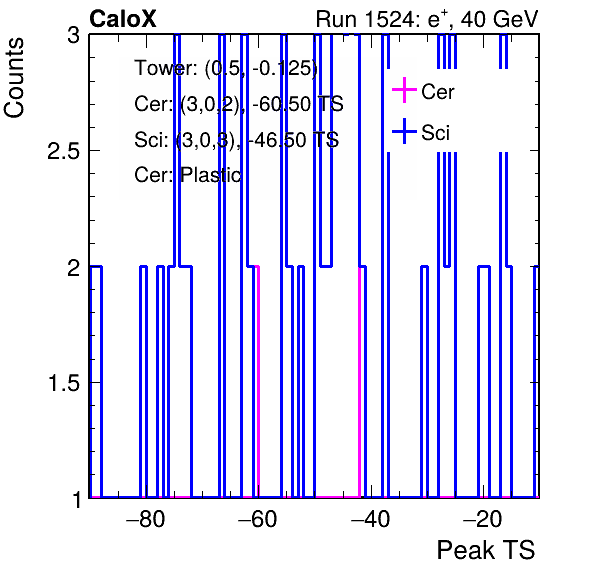 CaloX Run 1524: e⁺, 40 GeV
Counts
3
2.5
2
1.5
1
Tower: (0.5, -0.125)
Cer: (3,0,2), -60.50 TS
Sci: (3,0,3), -46.50 TS
Cer: Plastic
Cer
Sci
−80 −60 −40 −20
Peak TS